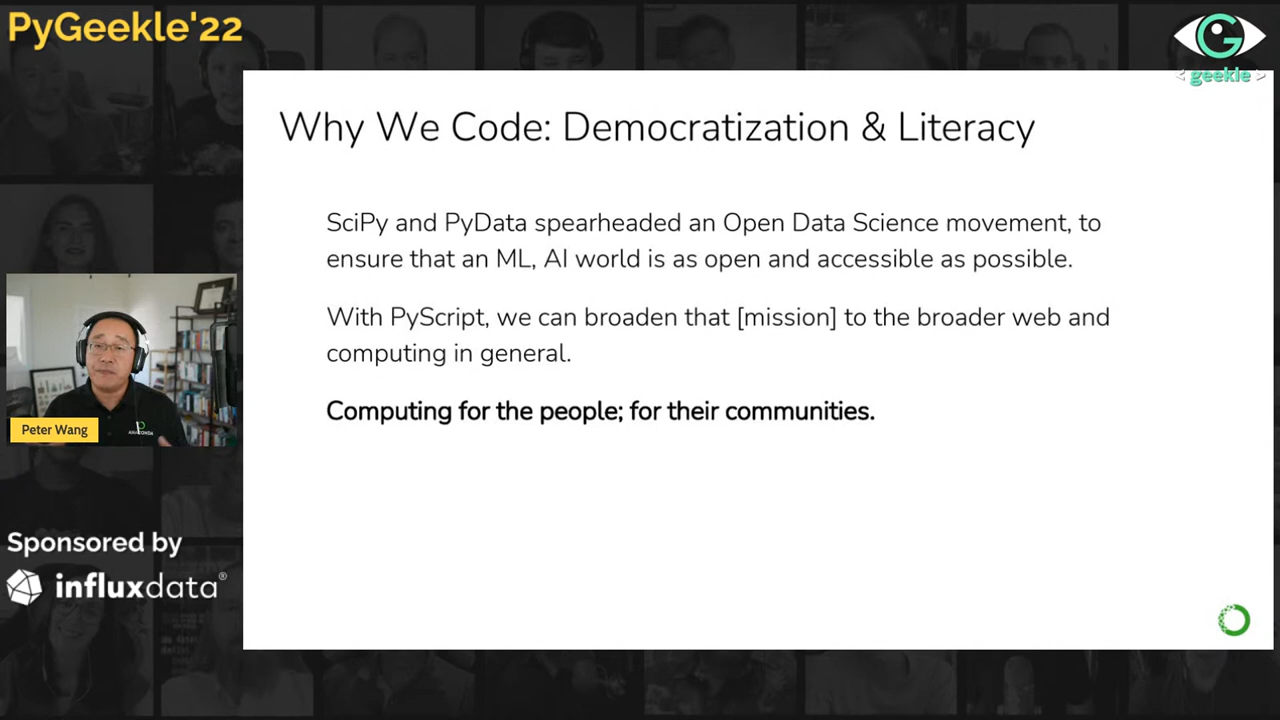 PyGeekle'22
geekle
Why We Code: Democratization & Literacy
SciPy and PyData spearheaded an Open Data Science movement, to
ensure that an ML, AI world is as open and accessible as possible.
With PyScript, we can broaden that [mission] to the broader web and
computing in general.
Computing for the people; for their communities.
Peter Wang
Sponsored by
influxdata®